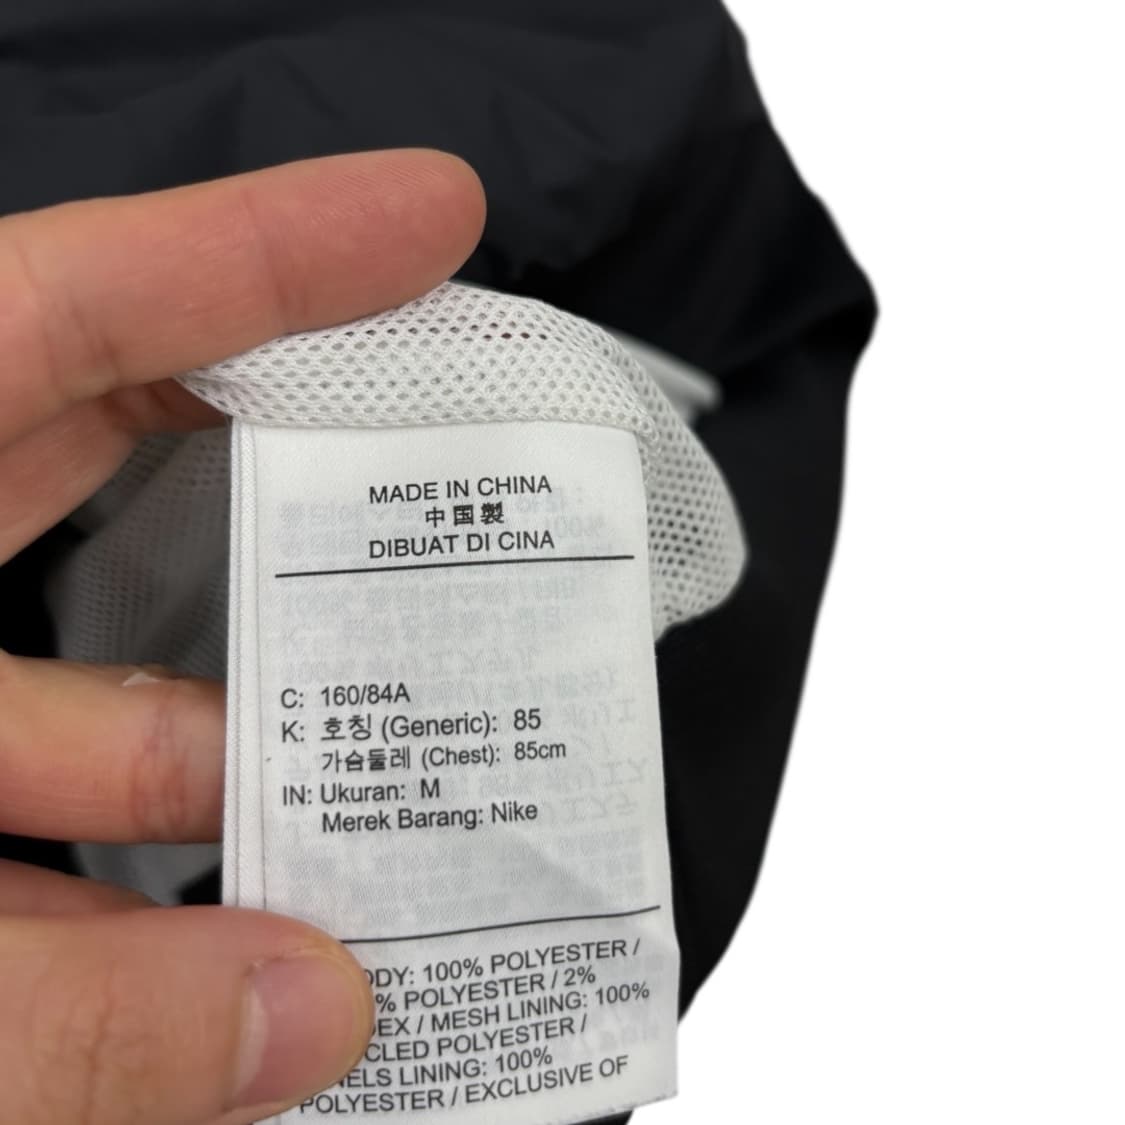 MADE IN CHINA
中国製
DIBUAT DI CINA
C: 160/84A
K: 호칭 (Generic): 85
가슴둘레 (Chest): 85cm
IN: Ukuran: M
Merek Barang: Nike
ODY: 100% POLYESTER /
% POLYESTER / 2%
EX / MESH LINING: 100%
CLED POLYESTER /
ELS LINING: 100%
POLYESTER / EXCLUSIVE OF